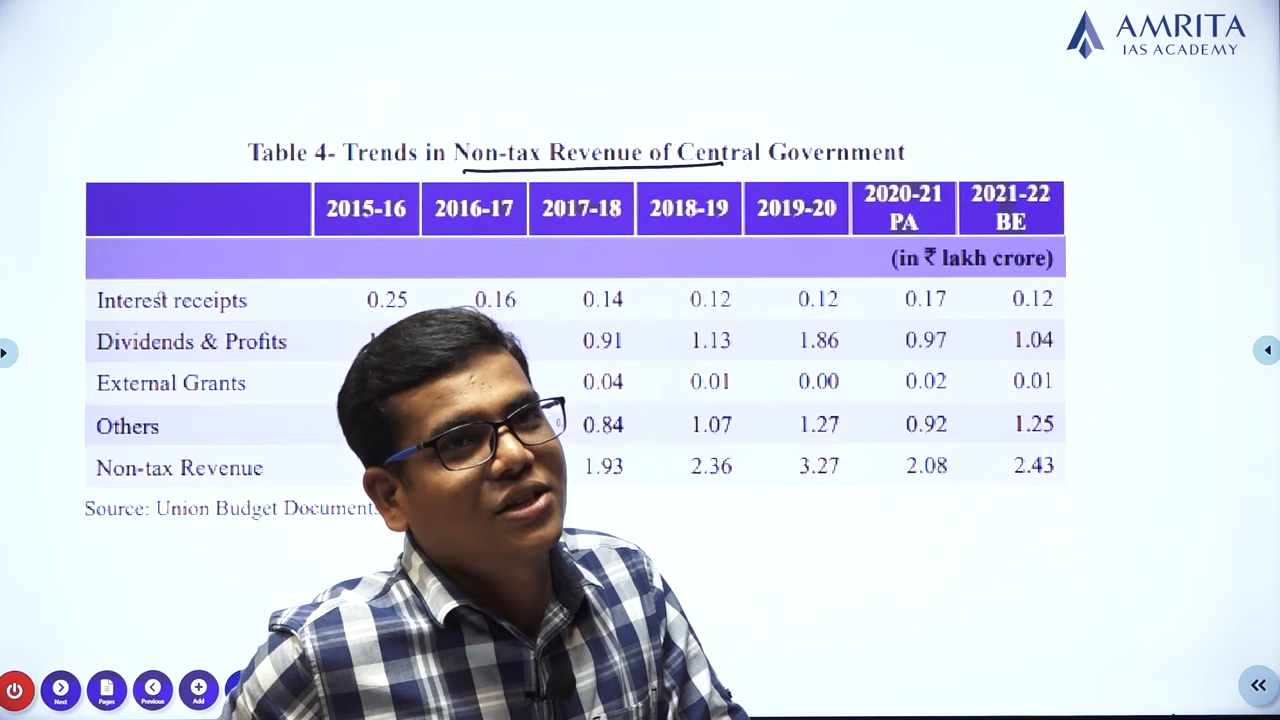 AMRITA
IAS ACADEMY
Table 4- Trends in Non-tax Revenue of Central Government
2015-16 2016-17 2017-18 2018-19 2019-20 2020-21 PA 2021-22 BE
(in ₹ lakh crore)
Interest receipts 0.25 0.16 0.14 0.12 0.12 0.17 0.12
Dividends & Profits 0.91 1.13 1.86 0.97 1.04
External Grants 0.04 0.01 0.00 0.02 0.01
Others 0.84 1.07 1.27 0.92 1.25
Non-tax Revenue 1.93 2.36 3.27 2.08 2.43
Source: Union Budget Documents
Next Pages Previous Add